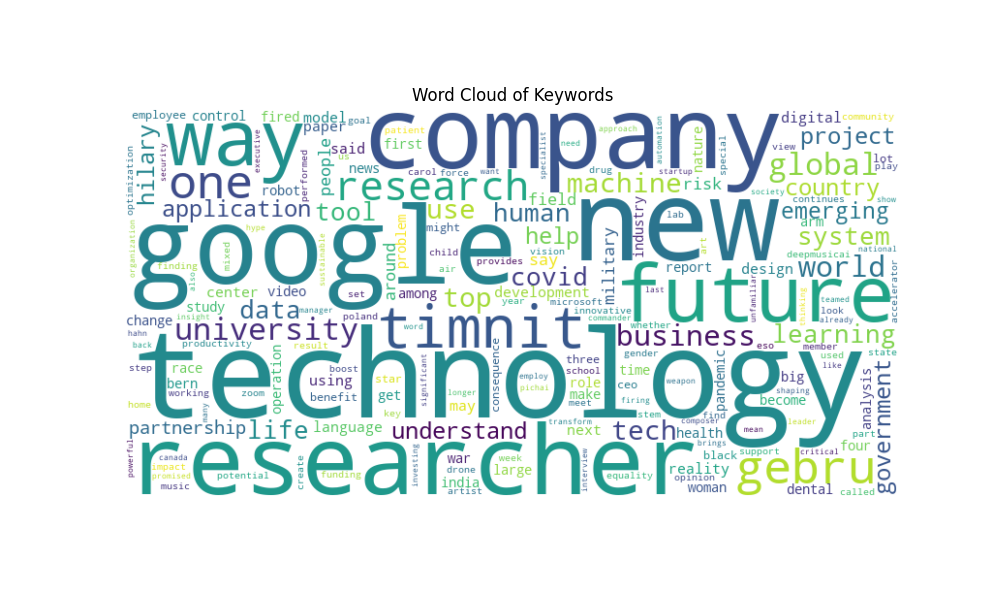 Word Cloud of Keywords
employee control fired model goal
way company digital community
paper said patient first approach
specialist need automation special view project
hilary security executive people us news carol force want drug startup nature
one robot performed research field machine risk global lot play
optimization application tool use human society country continues show
google new lab art emerging
hype problem might vision help industry arm system
organization finding mixed sustainable around say military deepmusicai national
also child provides report design world
center video air covid future
study data manager set among top development year microsoft last unfamiliar thinking teamed accelerator
change insight poland innovative commander look already
hahn university timnit word whether business learning
back productivity result consequence gender eso member state
technology
step race operation boost star significant three school time pandemic big used like
bern using employ role ceo shaping analysis government
working zoom benefit get pichai longer make weapon become
home many key may meet firing find composer leader
partnership life language understand transform next tech health mean part
researcher brings support critical four
powerful canada war week interview black gebru
impact potential create funding investing drone large equality reality opinion
promised music india artist woman dental called